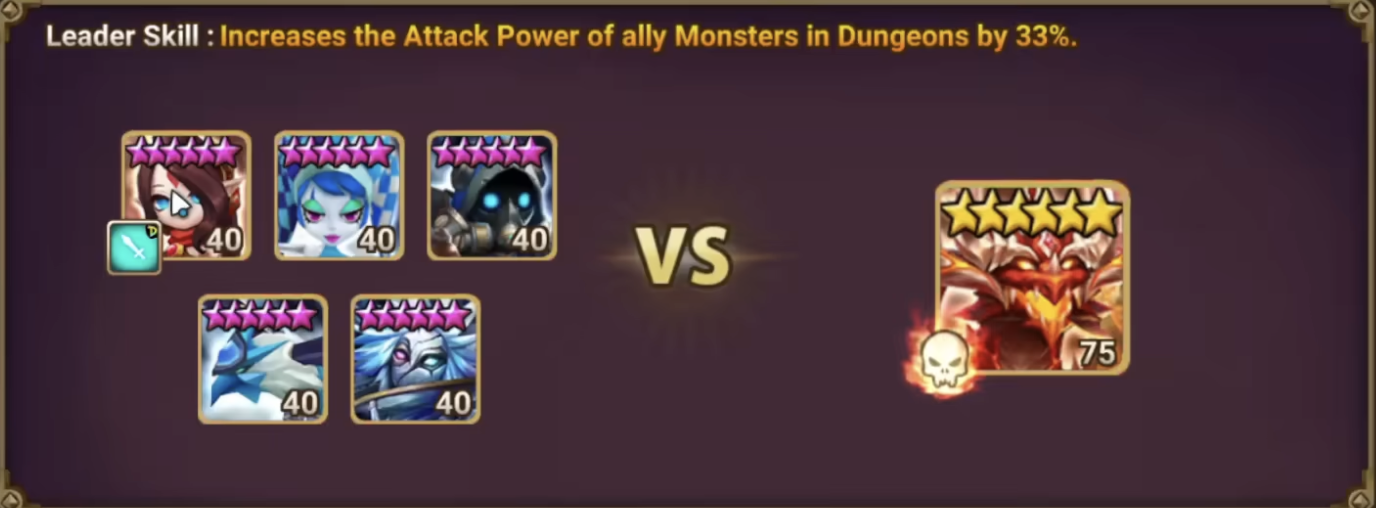 Leader Skill : Increases the Attack Power of ally Monsters in Dungeons by 33%.
40 40 40
D
VS
75
40 40